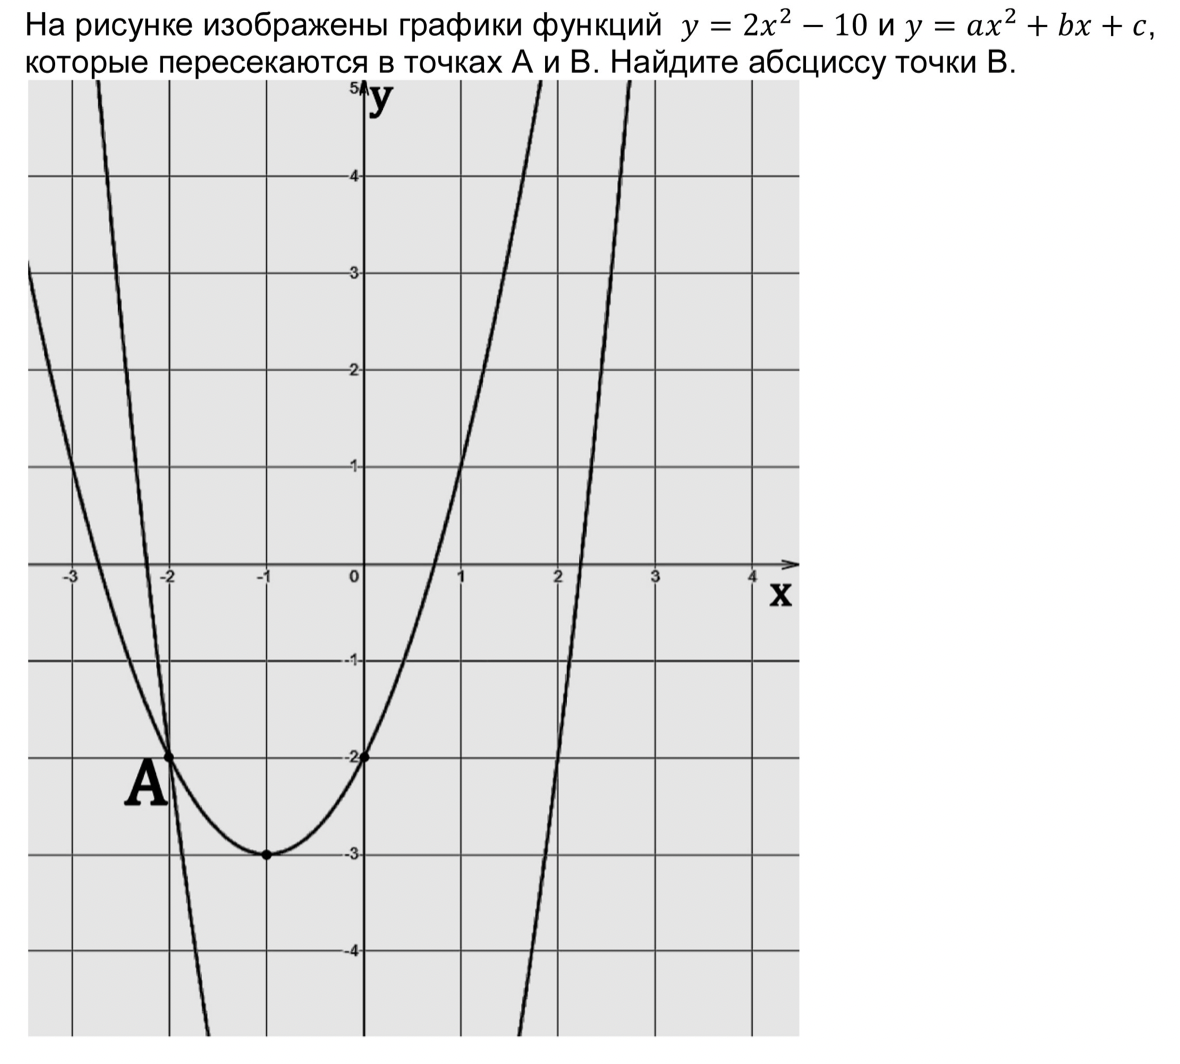 На рисунке изображены графики функций y = 2x² − 10 и y = ax² + bx + c,
которые пересекаются в точках А и В. Найдите абсциссу точки В.
5 y
4
3
2
1
-3 -2 -1 0 1 2 3 4
x
-1
-2
A
-3
-4